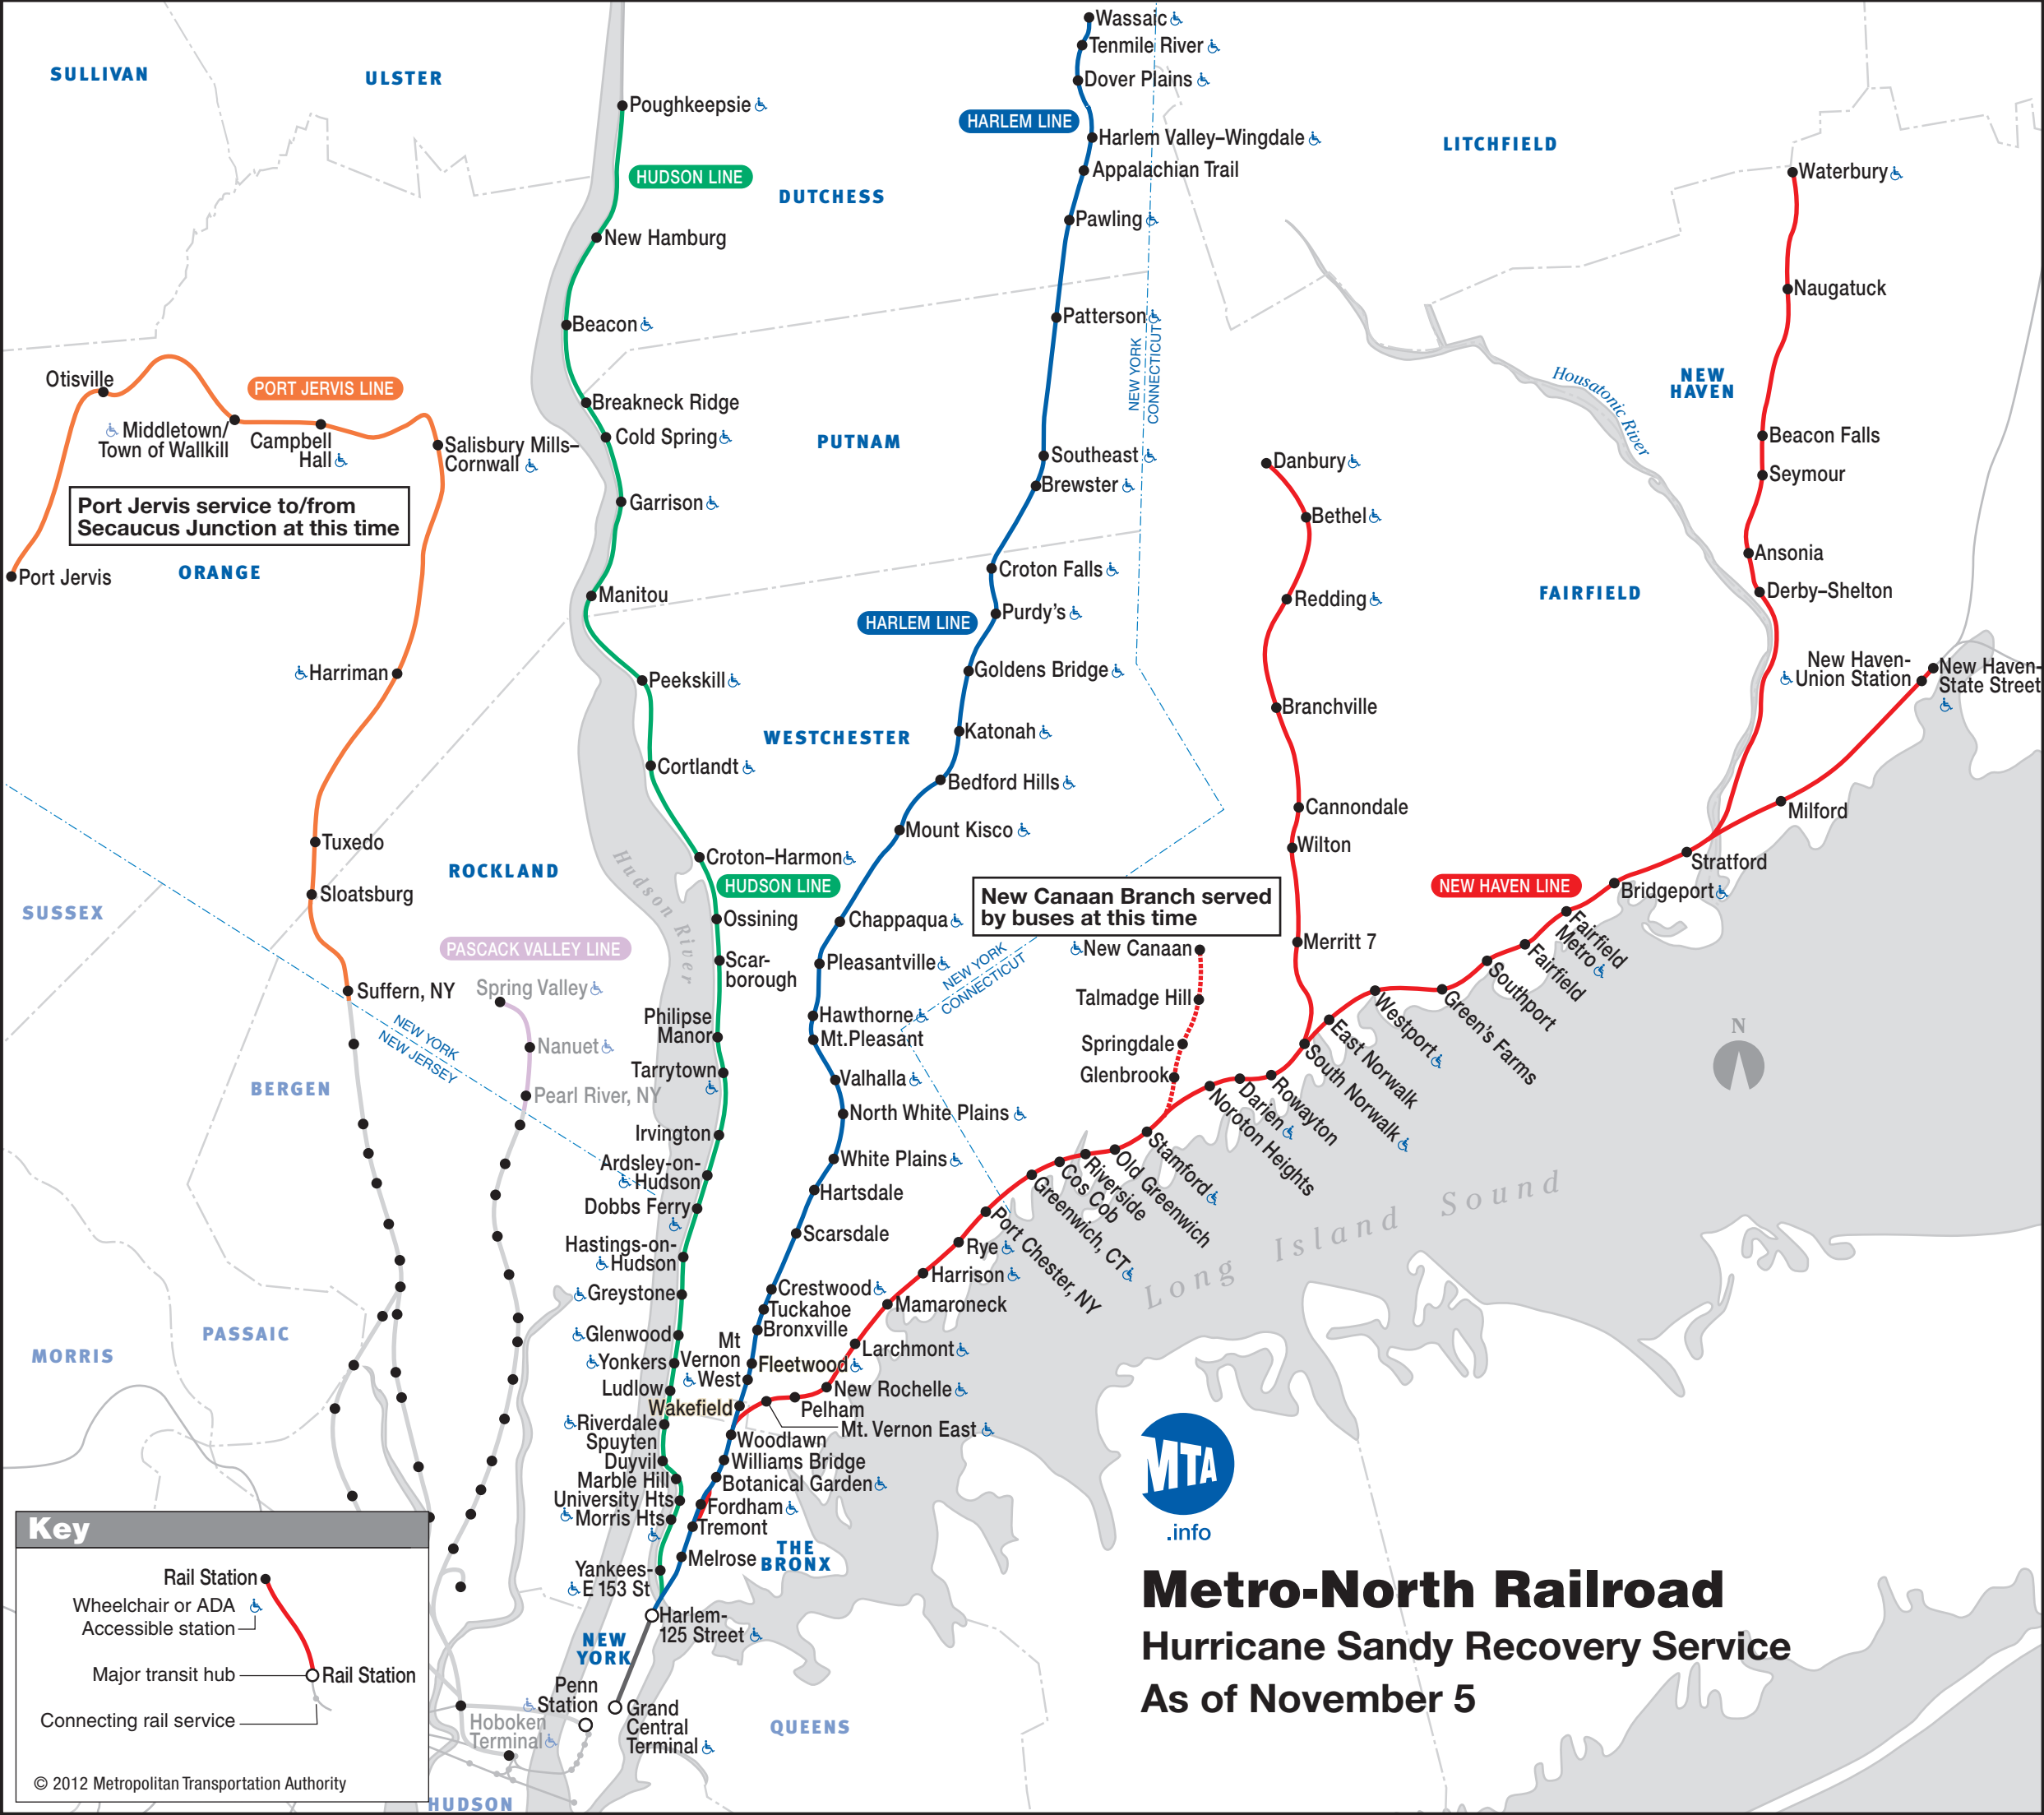 SULLIVAN
ULSTER
DUTCHESS
LITCHFIELD
HARLEM LINE
Wassaic
Tenmile River
Dover Plains
Harlem Valley–Wingdale
Appalachian Trail
Pawling
Patterson
Southeast
Brewster
Croton Falls
Purdy's
Goldens Bridge
Katonah
Bedford Hills
Mount Kisco
Chappaqua
Pleasantville
Hawthorne
Mt.Pleasant
Valhalla
North White Plains
White Plains
Hartsdale
Scarsdale
Crestwood
Tuckahoe
Bronxville
Fleetwood
Mt
Vernon
West
Wakefield
Woodlawn
Williams Bridge
Botanical Garden
Fordham
Tremont
Melrose
HARLEM LINE
HUDSON LINE
Poughkeepsie
New Hamburg
Beacon
Breakneck Ridge
Cold Spring
Garrison
Manitou
Peekskill
Cortlandt
Croton–Harmon
HUDSON LINE
Ossining
Scar-
borough
Philipse
Manor
Tarrytown
Irvington
Ardsley-on-
Hudson
Dobbs Ferry
Hastings-on-
Hudson
Greystone
Glenwood
Yonkers
Ludlow
Riverdale
Spuyten
Duyvil
Marble Hill
University Hts
Morris Hts
Yankees-
E 153 St
Harlem-
125 Street
Grand
Central
Terminal
Penn
Station
Hoboken
Terminal
PORT JERVIS LINE
Otisville
Middletown/
Town of Wallkill
Campbell
Hall
Salisbury Mills–
Cornwall
Port Jervis service to/from
Secaucus Junction at this time
Port Jervis
Harriman
Tuxedo
Sloatsburg
Suffern, NY
PASCACK VALLEY LINE
Spring Valley
Nanuet
Pearl River, NY
NEW YORK
NEW JERSEY
NEW YORK
CONNECTICUT
NEW YORK
CONNECTICUT
ORANGE
PUTNAM
WESTCHESTER
ROCKLAND
SUSSEX
BERGEN
PASSAIC
MORRIS
HUDSON
NEW
YORK
THE
BRONX
QUEENS
FAIRFIELD
NEW
HAVEN
Hudson River
Housatonic River
Long Island Sound
Waterbury
Naugatuck
Beacon Falls
Seymour
Ansonia
Derby–Shelton
Danbury
Bethel
Redding
Branchville
Cannondale
Wilton
Merritt 7
New Canaan Branch served
by buses at this time
New Canaan
Talmadge Hill
Springdale
Glenbrook
NEW HAVEN LINE
New Haven-
State Street
New Haven-
Union Station
Milford
Stratford
Bridgeport
Fairfield
Metro
Fairfield
Southport
Green's Farms
Westport
East Norwalk
South Norwalk
Rowayton
Darien
Noroton Heights
Stamford
Old Greenwich
Riverside
Cos Cob
Greenwich, CT
Port Chester, NY
Rye
Harrison
Mamaroneck
Larchmont
New Rochelle
Pelham
Mt. Vernon East
N
MTA
.info
Metro-North Railroad
Hurricane Sandy Recovery Service
As of November 5
Key
Rail Station
Wheelchair or ADA
Accessible station
Major transit hub
Rail Station
Connecting rail service
© 2012 Metropolitan Transportation Authority